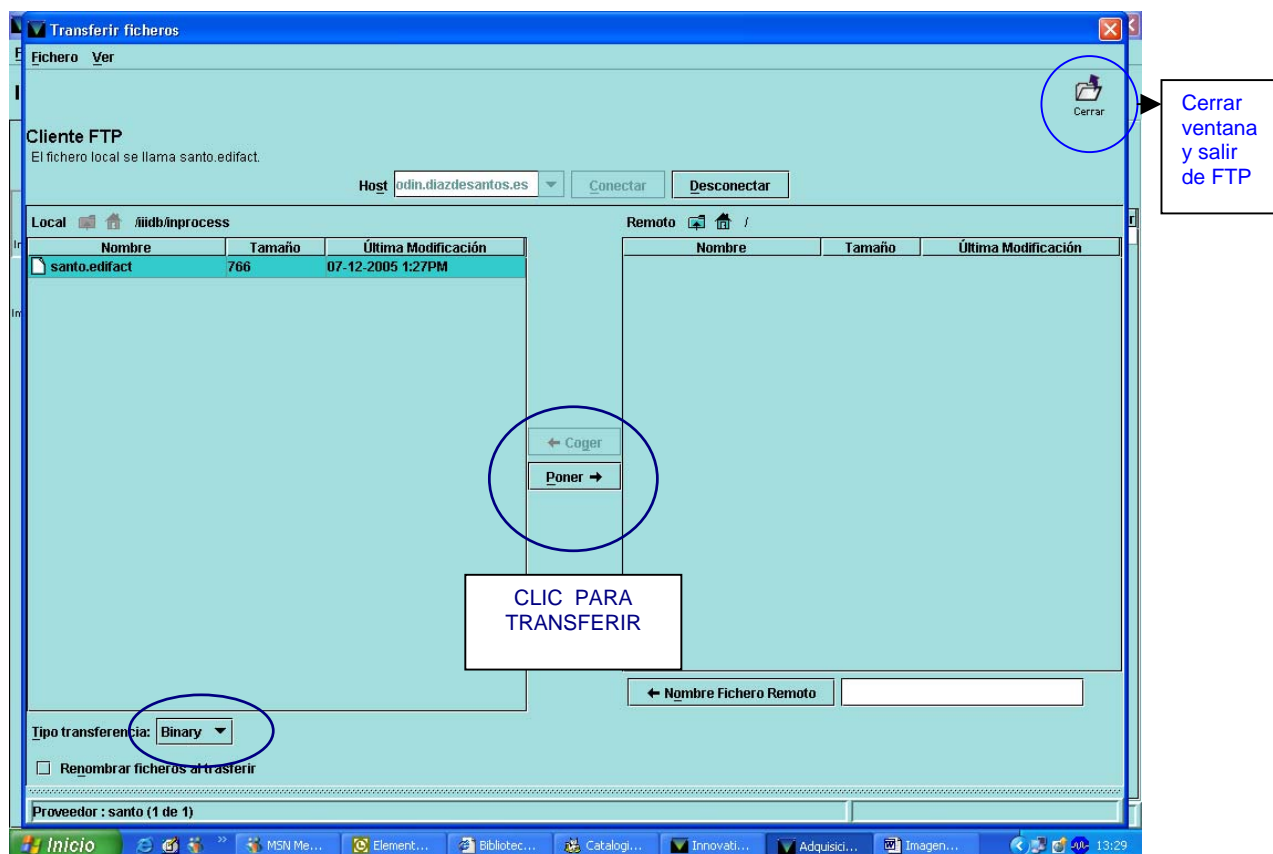 Transferir ficheros
Fichero Ver
Cerrar
Cerrar
ventana
y salir
de FTP
Cliente FTP
El fichero local se llama santo.edifact.
Host odin.diazdesantos.es Conectar Desconectar
Local /iiidb/inprocess
Remoto /
Nombre Tamaño Última Modificación
Nombre Tamaño Última Modificación
santo.edifact 766 07-12-2005 1:27PM
← Coger
Poner →
CLIC PARA
TRANSFERIR
← Nombre Fichero Remoto
Tipo transferencia: Binary
Renombrar ficheros al trasferir
Proveedor : santo (1 de 1)
Inicio » MSN Me... Element... Bibliotec... Catalogi... Innovati... Adquisici... Imagen... 13:29